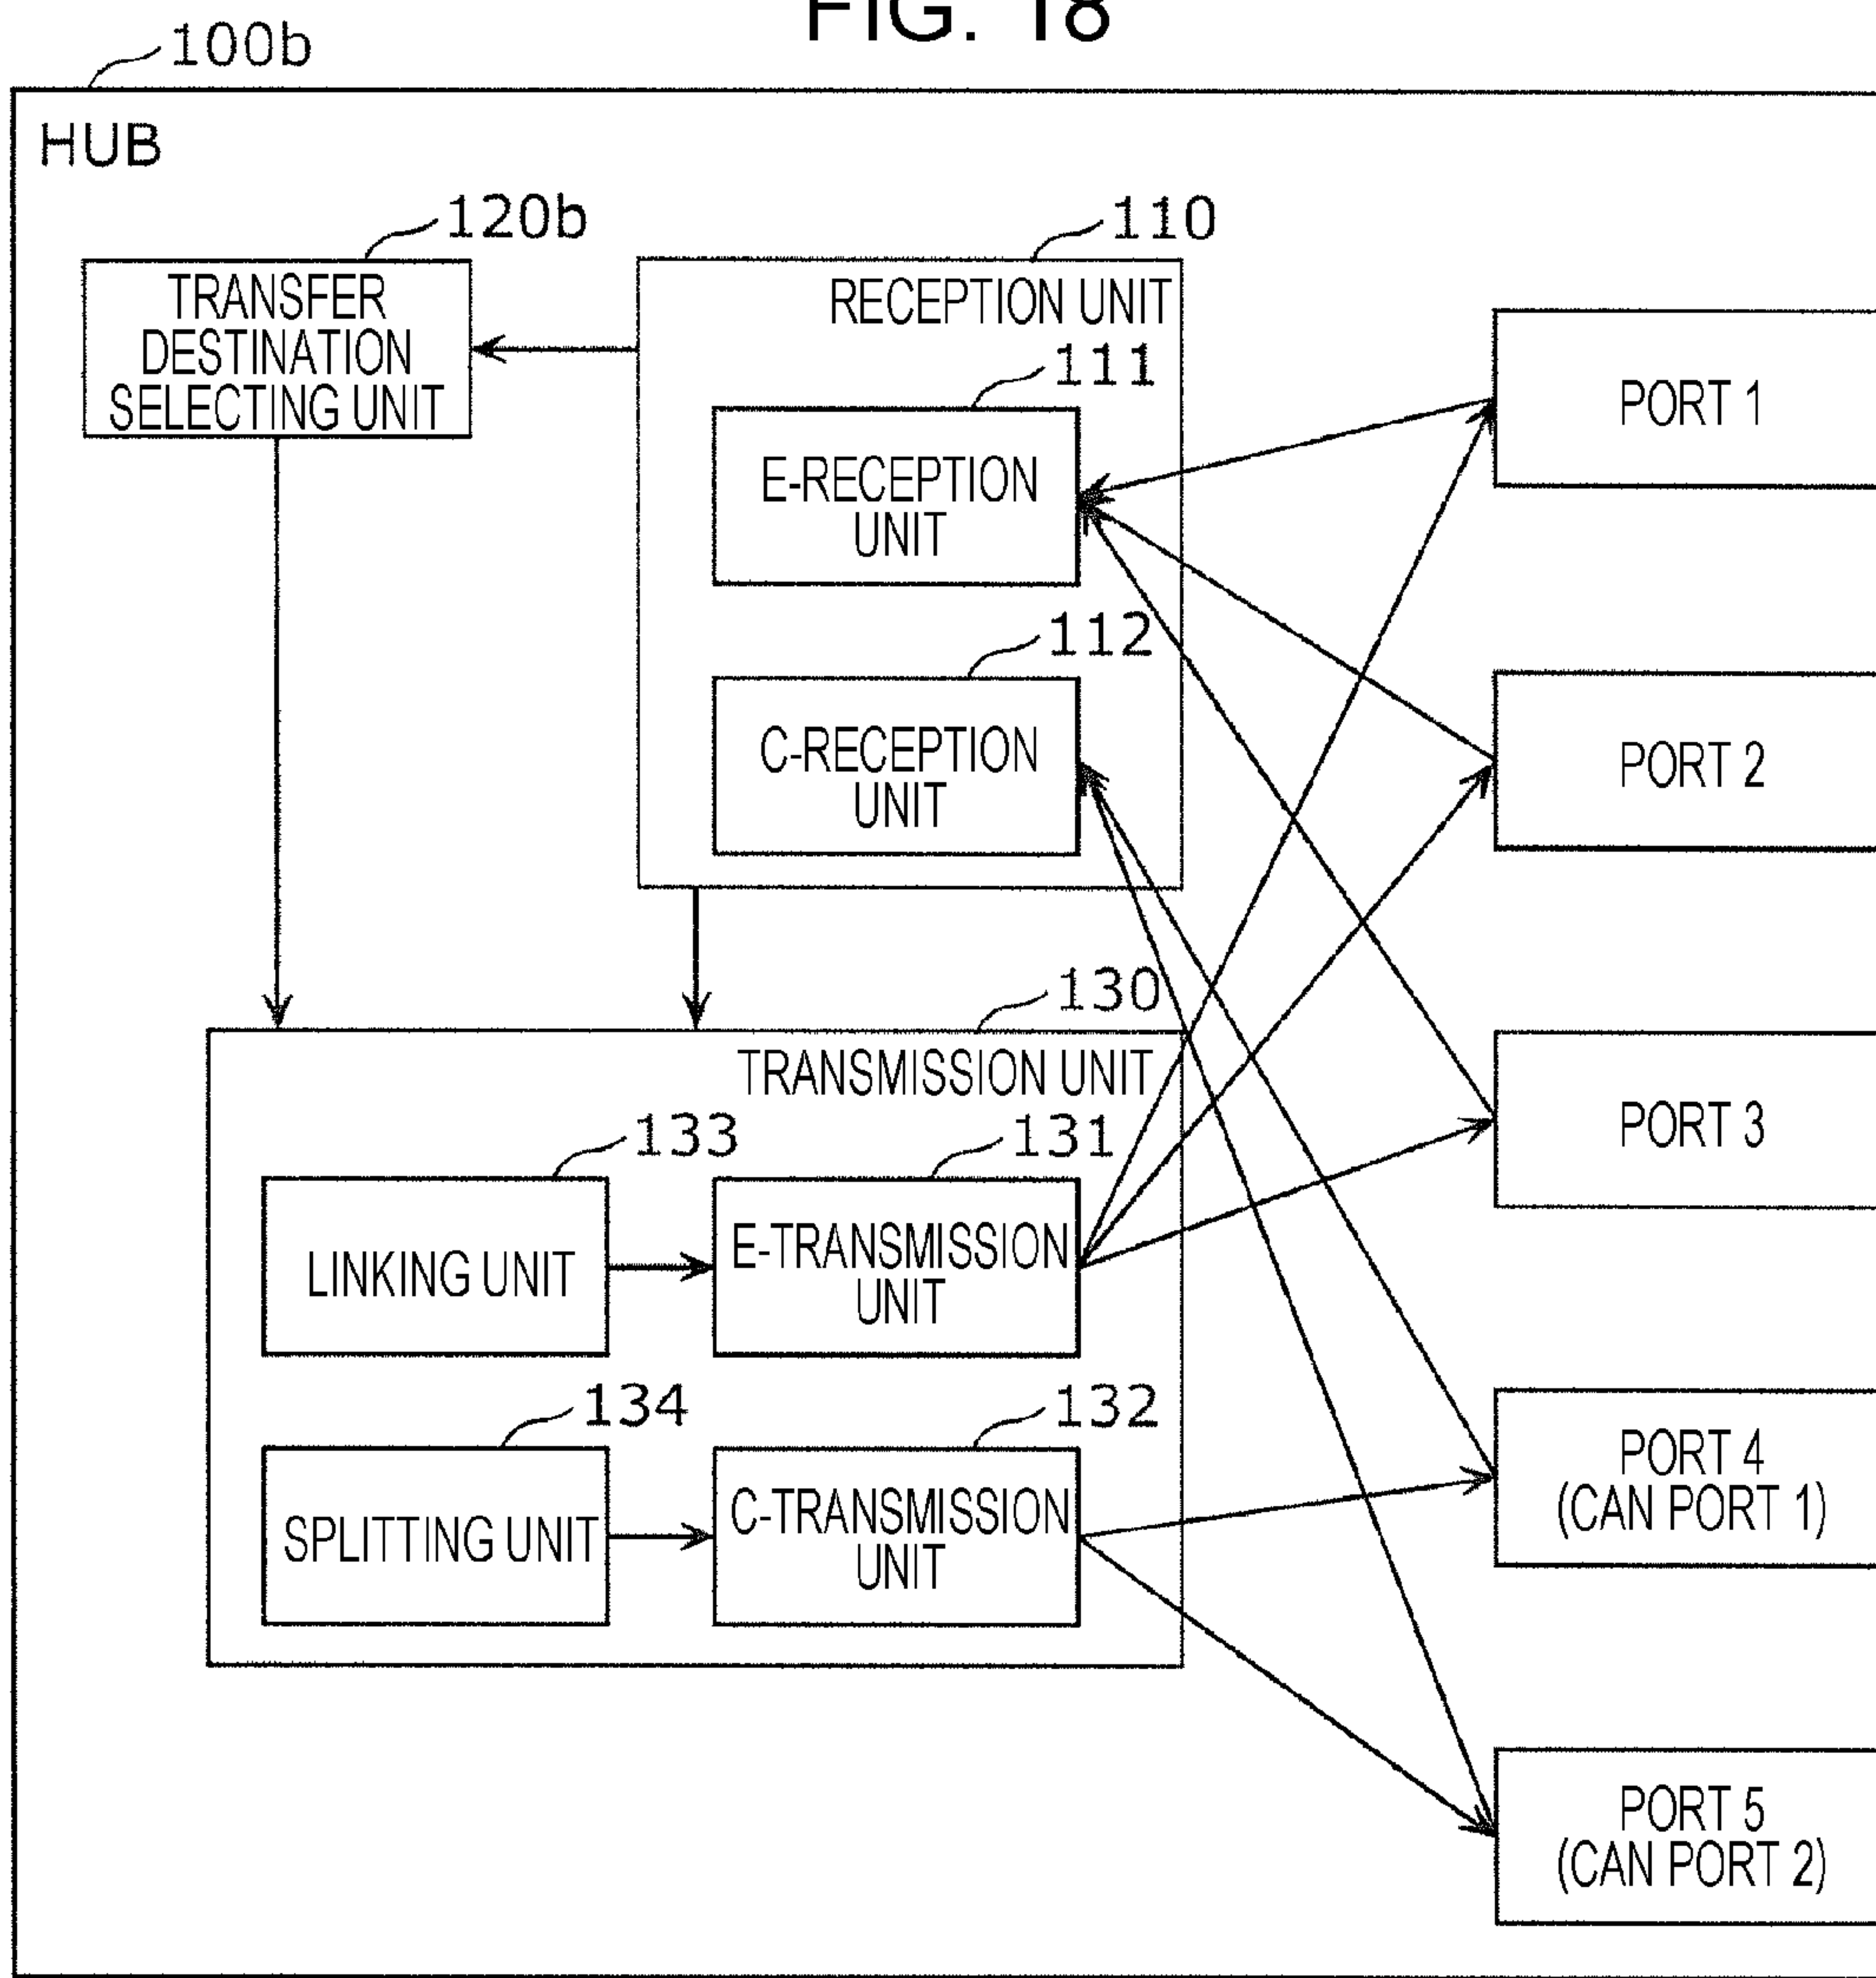 FIG. 18
100b
HUB
120b
TRANSFER
DESTINATION
SELECTING UNIT
110
RECEPTION UNIT
111
E-RECEPTION
UNIT
112
C-RECEPTION
UNIT
PORT 1
PORT 2
PORT 3
PORT 4
(CAN PORT 1)
PORT 5
(CAN PORT 2)
130
TRANSMISSION UNIT
133
LINKING UNIT
131
E-TRANSMISSION
UNIT
134
SPLITTING UNIT
132
C-TRANSMISSION
UNIT